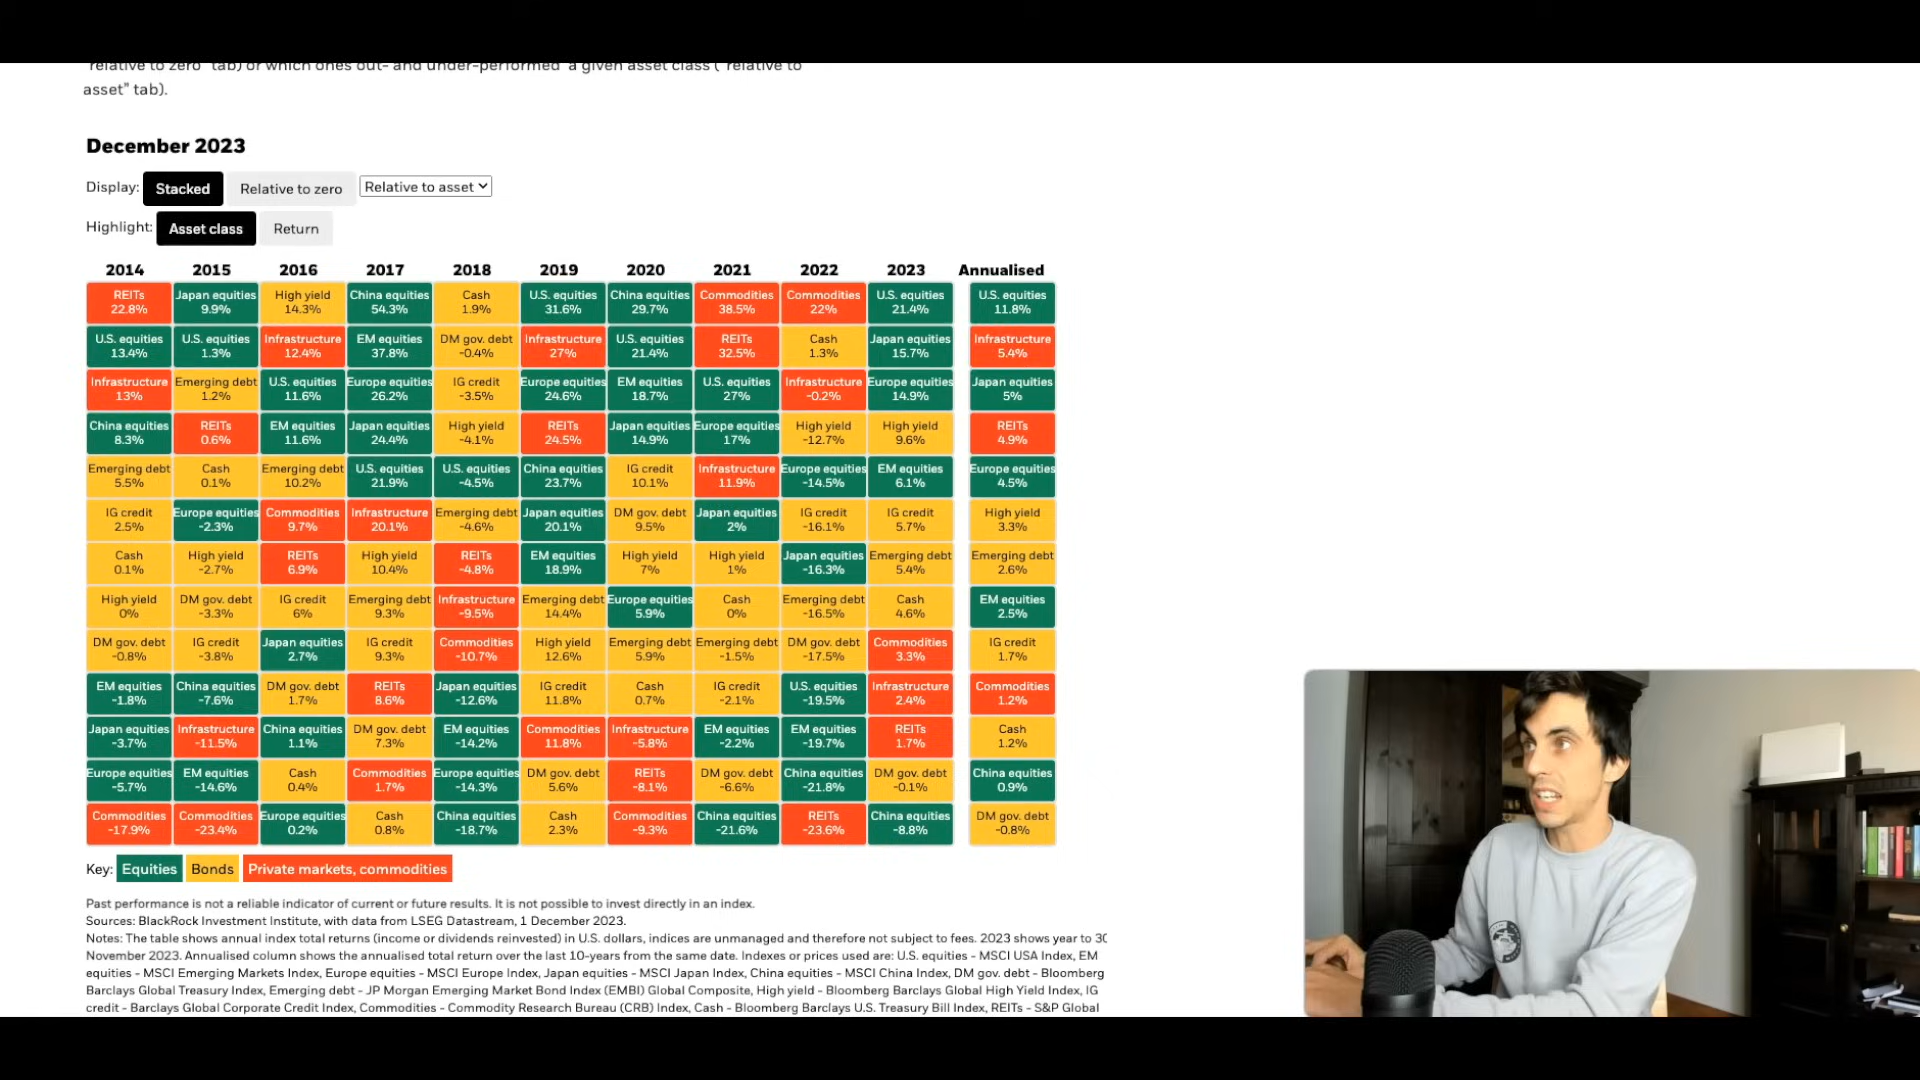 "relative to zero" tab) or which ones out- and under-performed a given asset class ("relative to
asset" tab).
December 2023
Display: Stacked Relative to zero Relative to asset
Highlight: Asset class Return
2014 2015 2016 2017 2018 2019 2020 2021 2022 2023 Annualised
REITs Japan equities High yield China equities Cash U.S. equities China equities Commodities Commodities U.S. equities U.S. equities
22.8% 9.9% 14.3% 54.3% 1.9% 31.6% 29.7% 38.5% 22% 21.4% 11.8%
U.S. equities U.S. equities Infrastructure EM equities DM gov. debt Infrastructure U.S. equities REITs Cash Japan equities Infrastructure
13.4% 1.3% 12.4% 37.8% -0.4% 27% 21.4% 32.5% 1.3% 15.7% 5.4%
Infrastructure Emerging debt U.S. equities Europe equities IG credit Europe equities EM equities U.S. equities Infrastructure Europe equities Japan equities
13% 1.2% 11.6% 26.2% -3.5% 24.6% 18.7% 27% -0.2% 14.9% 5%
China equities REITs EM equities Japan equities High yield REITs Japan equities Europe equities High yield High yield REITs
8.3% 0.6% 11.6% 24.4% -4.1% 24.5% 14.9% 17% -12.7% 9.6% 4.9%
Emerging debt Cash Emerging debt U.S. equities U.S. equities China equities IG credit Infrastructure Europe equities EM equities Europe equities
5.5% 0.1% 10.2% 21.9% -4.5% 23.7% 10.1% 11.9% -14.5% 6.1% 4.5%
IG credit Europe equities Commodities Infrastructure Emerging debt Japan equities DM gov. debt Japan equities IG credit IG credit High yield
2.5% -2.3% 9.7% 20.1% -4.6% 20.1% 9.5% 2% -16.1% 5.7% 3.3%
Cash High yield REITs High yield REITs EM equities High yield High yield Japan equities Emerging debt Emerging debt
0.1% -2.7% 6.9% 10.4% -4.8% 18.9% 7% 1% -16.3% 5.4% 2.6%
High yield DM gov. debt IG credit Emerging debt Infrastructure Emerging debt Europe equities Cash Emerging debt Cash EM equities
0% -3.3% 6% 9.3% -9.5% 14.4% 5.9% 0% -16.5% 4.6% 2.5%
DM gov. debt IG credit Japan equities IG credit Commodities High yield Emerging debt Emerging debt DM gov. debt Commodities IG credit
-0.8% -3.8% 2.7% 9.3% -10.7% 12.6% 5.9% -1.5% -17.5% 3.3% 1.7%
EM equities China equities DM gov. debt REITs Japan equities IG credit Cash IG credit U.S. equities Infrastructure Commodities
-1.8% -7.6% 1.7% 8.6% -12.6% 11.8% 0.7% -2.1% -19.5% 2.4% 1.2%
Japan equities Infrastructure China equities DM gov. debt EM equities Commodities Infrastructure EM equities EM equities REITs Cash
-3.7% -11.5% 1.1% 7.3% -14.2% 11.8% -5.8% -2.2% -19.7% 1.7% 1.2%
Europe equities EM equities Cash Commodities Europe equities DM gov. debt REITs DM gov. debt China equities DM gov. debt China equities
-5.7% -14.6% 0.4% 1.7% -14.3% 5.6% -8.1% -6.6% -21.8% -0.1% 0.9%
Commodities Commodities Europe equities Cash China equities Cash Commodities China equities REITs China equities DM gov. debt
-17.9% -23.4% 0.2% 0.8% -18.7% 2.3% -9.3% -21.6% -23.6% -8.8% -0.8%
Key: Equities Bonds Private markets, commodities
Past performance is not a reliable indicator of current or future results. It is not possible to invest directly in an index.
Sources: BlackRock Investment Institute, with data from LSEG Datastream, 1 December 2023.
Notes: The table shows annual index total returns (income or dividends reinvested) in U.S. dollars, indices are unmanaged and therefore not subject to fees. 2023 shows year to 30
November 2023. Annualised column shows the annualised total return over the last 10-years from the same date. Indexes or prices used are: U.S. equities - MSCI USA Index, EM
equities - MSCI Emerging Markets Index, Europe equities - MSCI Europe Index, Japan equities - MSCI Japan Index, China equities - MSCI China Index, DM gov. debt - Bloomberg
Barclays Global Treasury Index, Emerging debt - JP Morgan Emerging Market Bond Index (EMBI) Global Composite, High yield - Bloomberg Barclays Global High Yield Index, IG
credit - Barclays Global Corporate Credit Index, Commodities - Commodity Research Bureau (CRB) Index, Cash - Bloomberg Barclays U.S. Treasury Bill Index, REITs - S&P Global